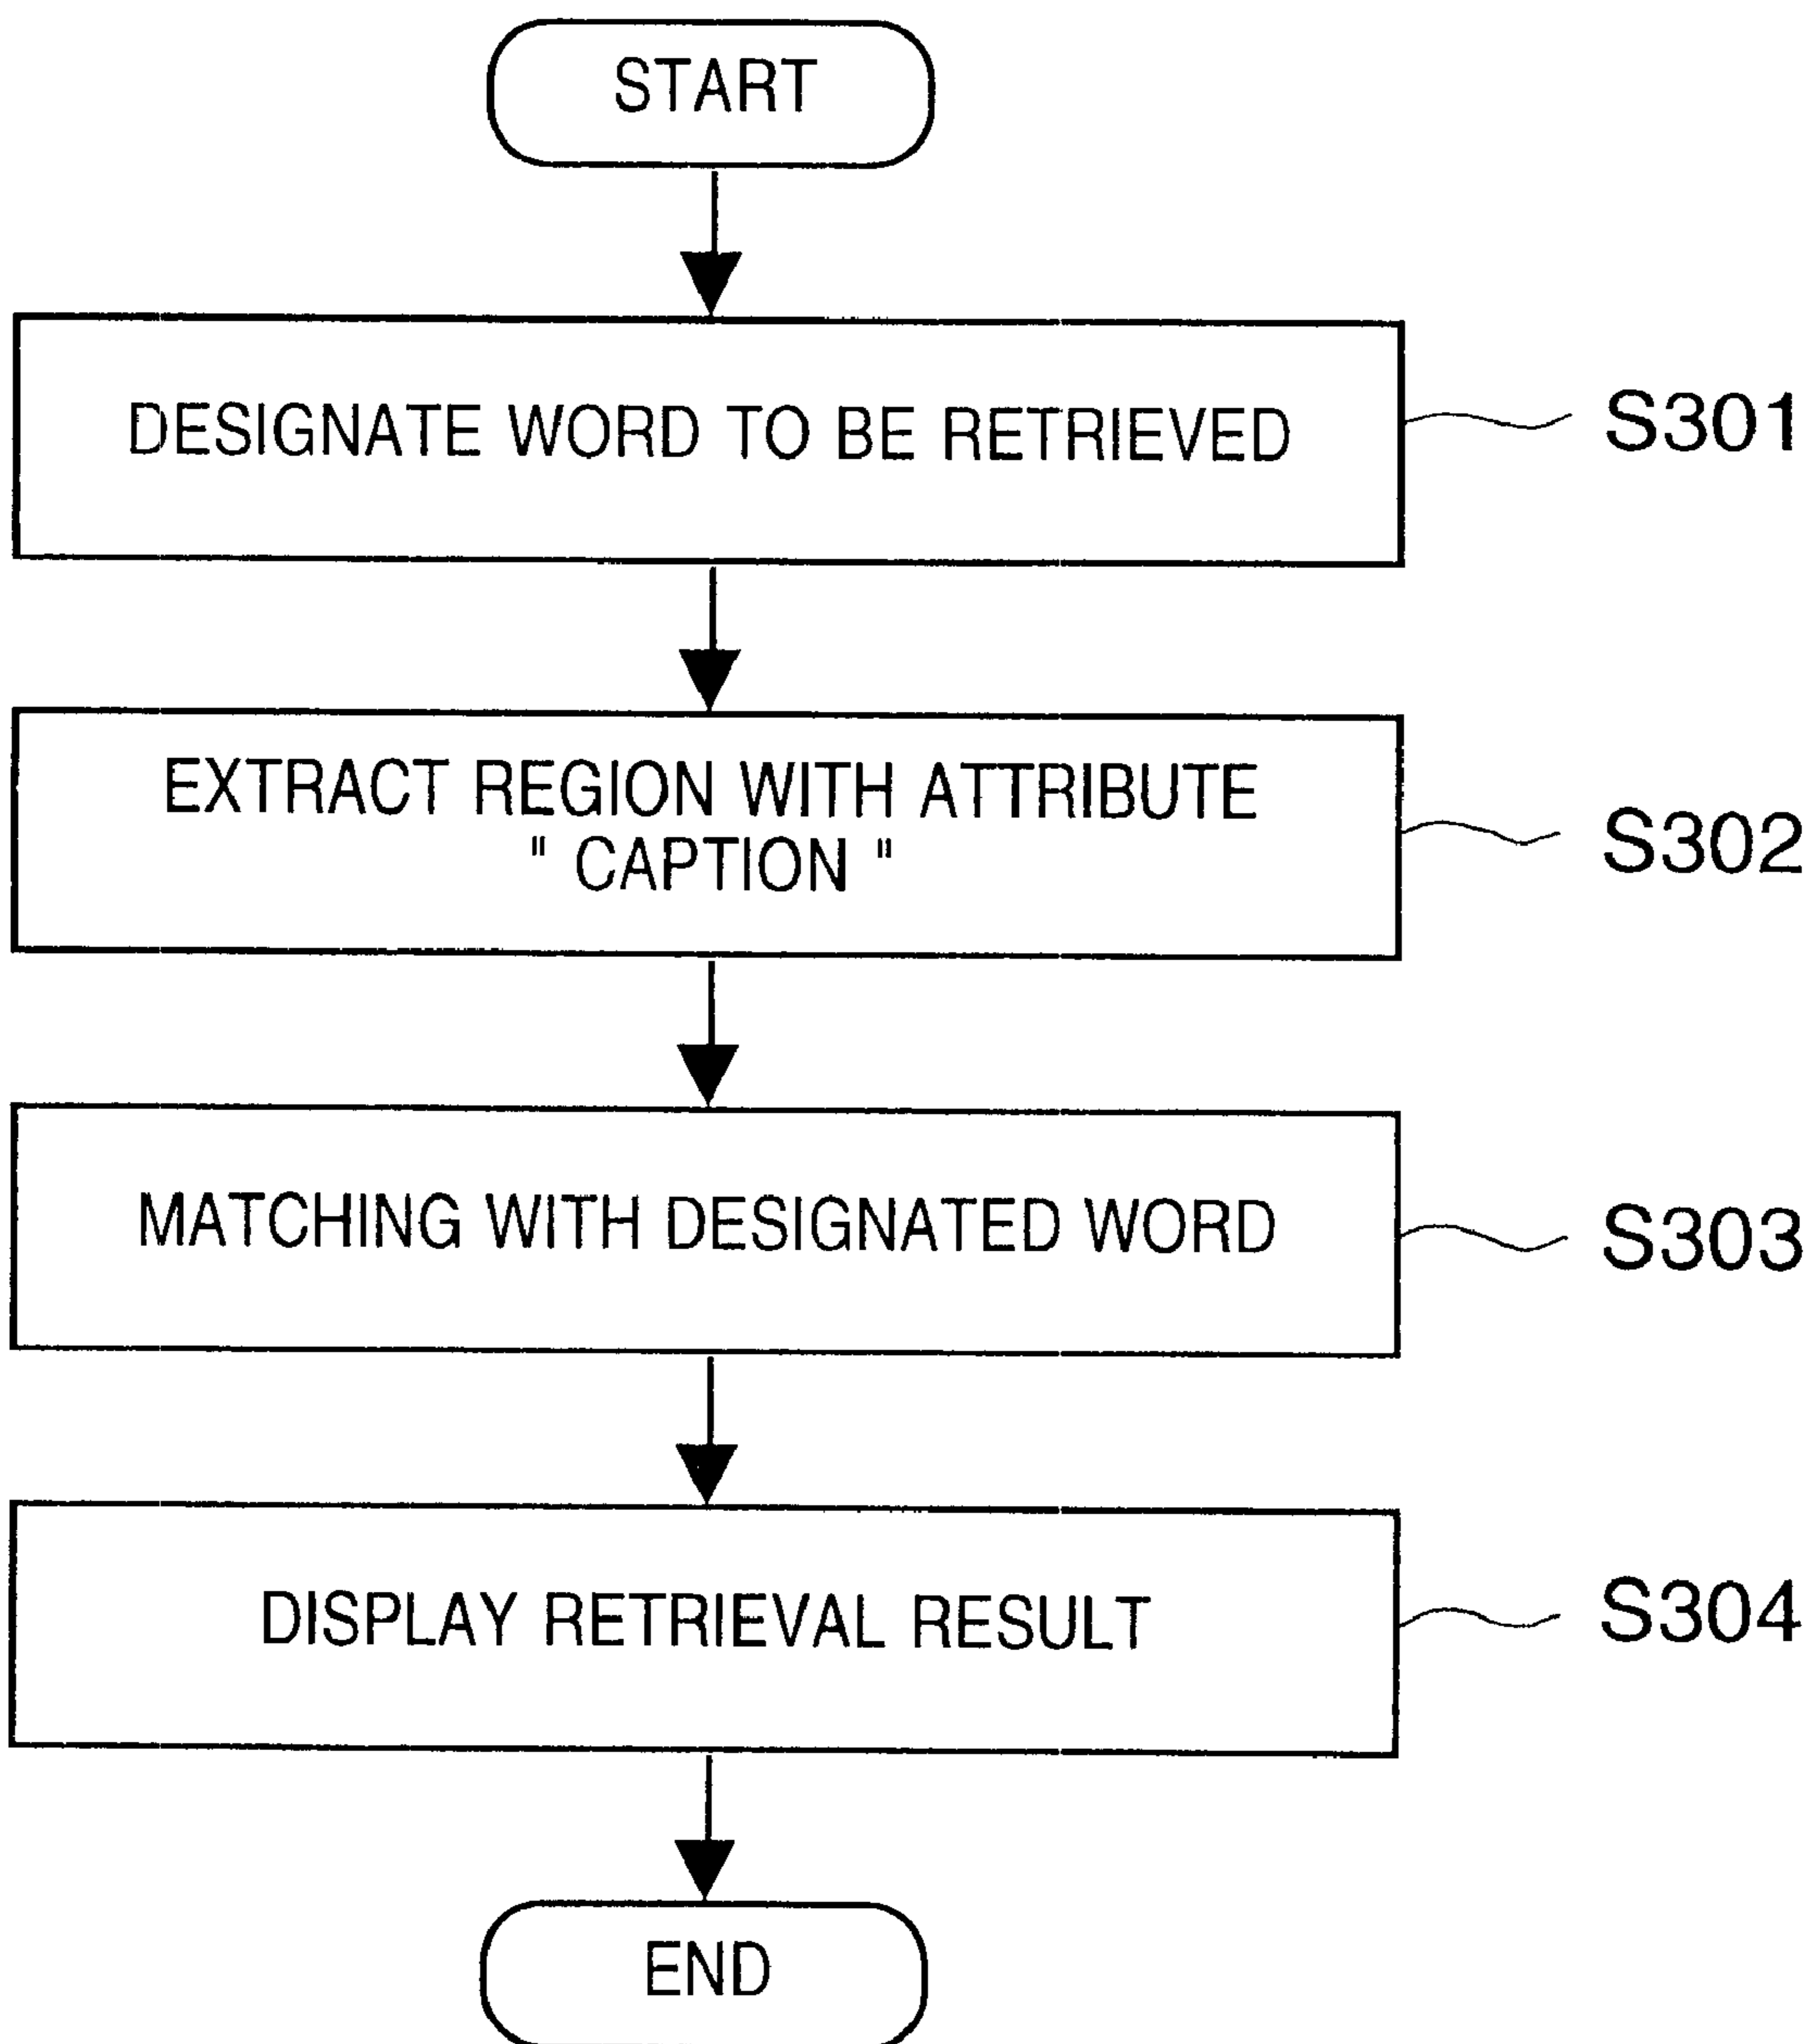 START
DESIGNATE WORD TO BE RETRIEVED
S301
EXTRACT REGION WITH ATTRIBUTE
" CAPTION "
S302
MATCHING WITH DESIGNATED WORD
S303
DISPLAY RETRIEVAL RESULT
S304
END